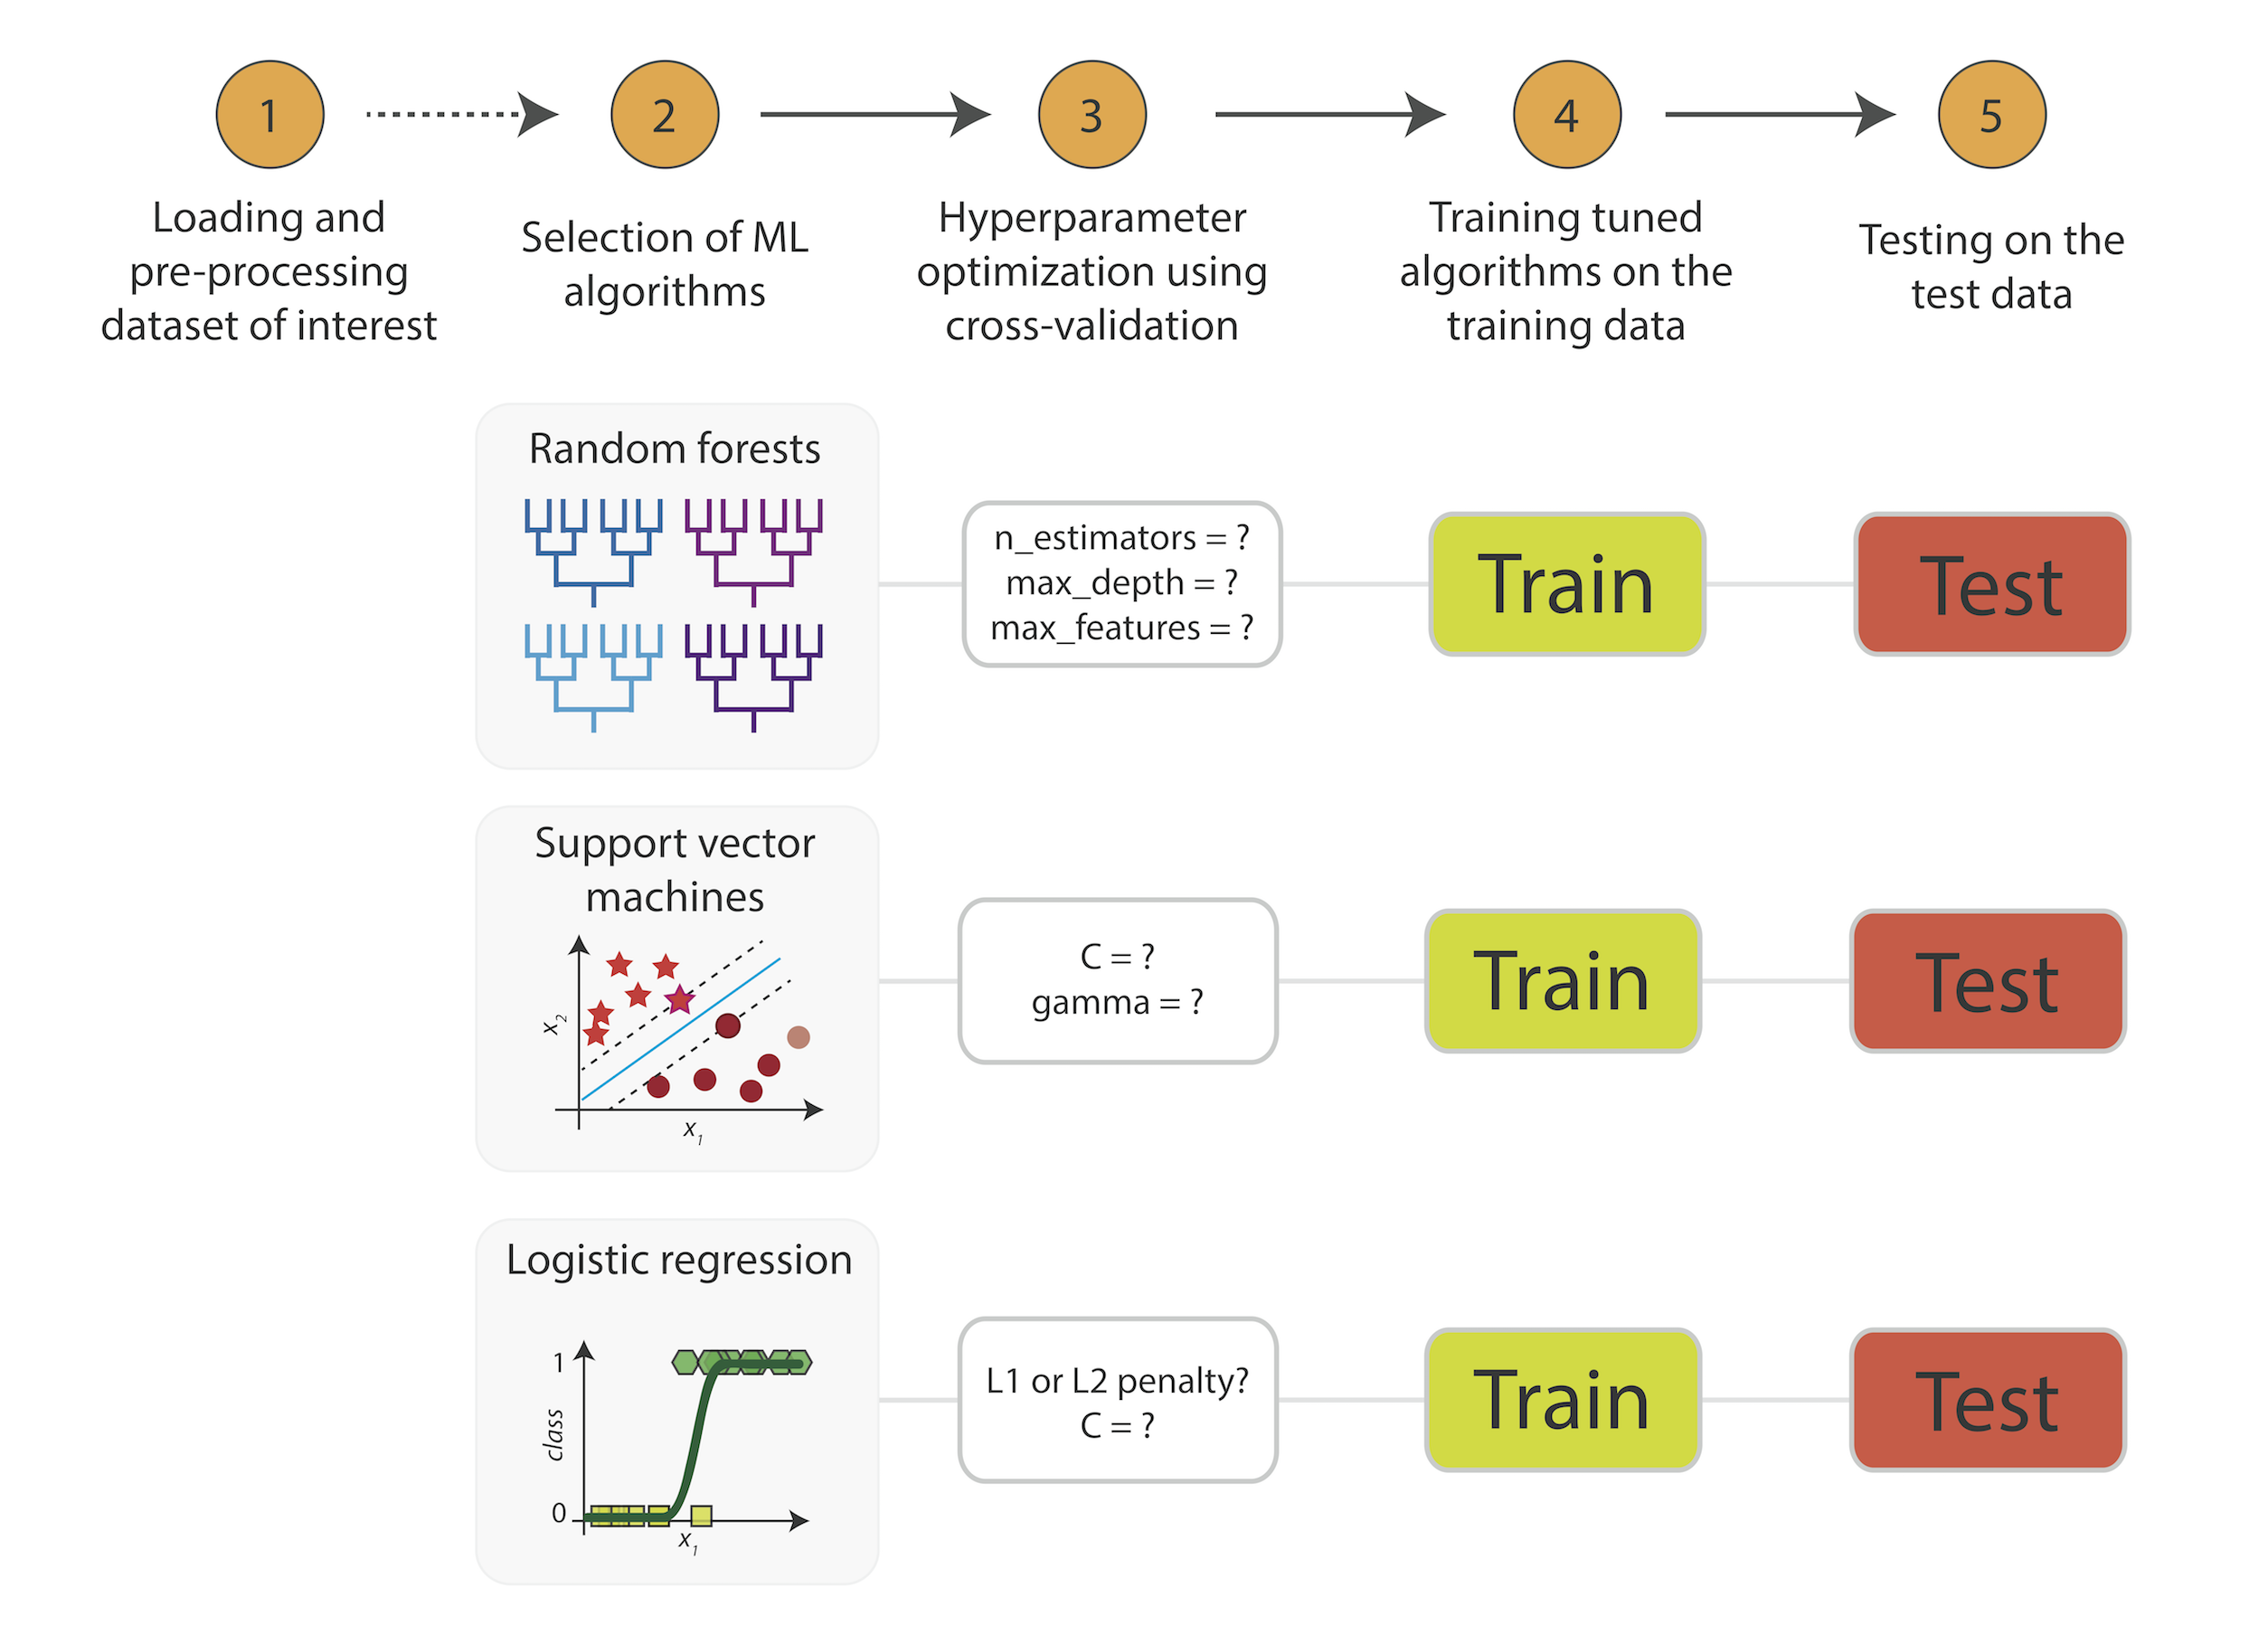 1
2
3
4
5
Loading and
pre-processing
dataset of interest
Selection of ML
algorithms
Hyperparameter
optimization using
cross-validation
Training tuned
algorithms on the
training data
Testing on the
test data
Random forests
n_estimators = ?
max_depth = ?
max_features = ?
Train
Test
Support vector
machines
x₂
x₁
C = ?
gamma = ?
Train
Test
Logistic regression
1
class
0
x₁
L1 or L2 penalty?
C = ?
Train
Test